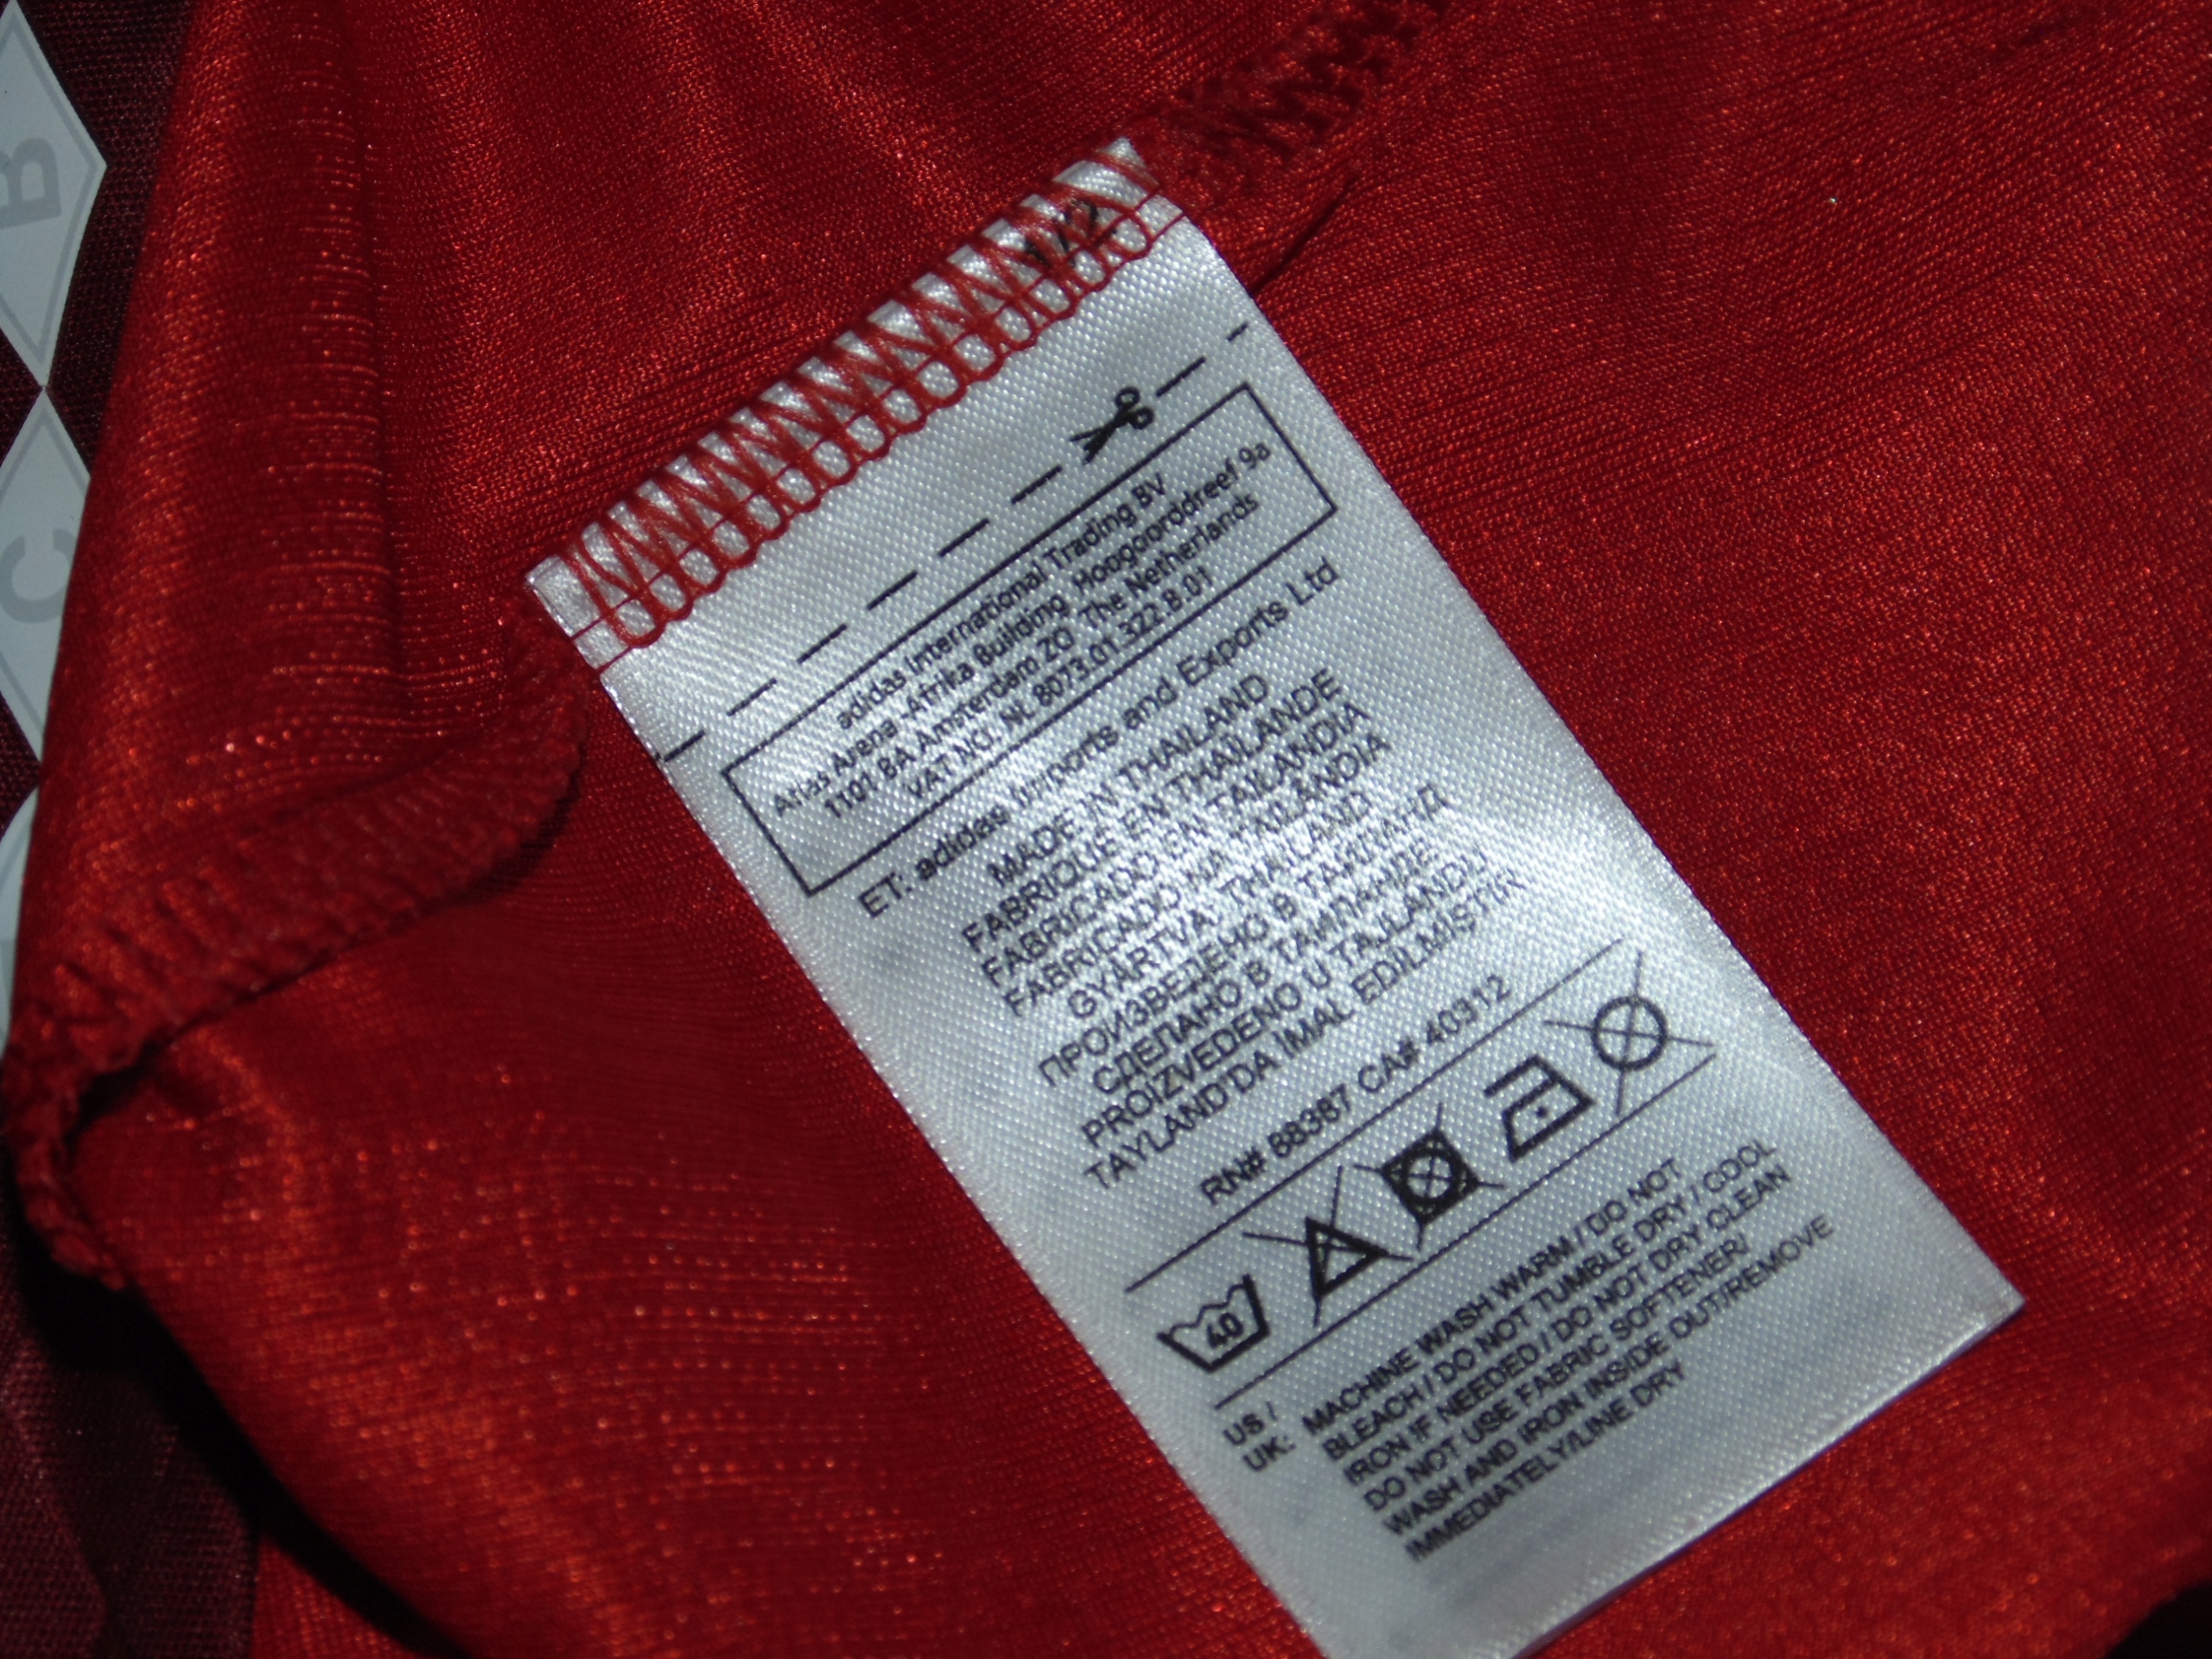 1/2
adidas International Trading BV
Atlas Arena -Afrika Building, Hoogoorddreef 9a
1101 BA Amsterdam ZO The Netherlands
VAT NO: NL 8073.01.322.B.01
ET: adidas Imports and Exports Ltd
MADE IN THAILAND
FABRIQUÉ EN THAÏLANDE
FABRICADO EN TAILANDIA
FABRICADO NA TAILÂNDIA
GYÁRTVA: THAILAND
ПРОИЗВЕДЕНО В ТАЙЛАНД
СДЕЛАНО В ТАИЛАНДЕ
PROIZVEDENO U TAJLANDU
TAYLAND'DA İMAL EDİLMİŞTİR
RN# 88387 CA# 40312
40
US / UK: MACHINE WASH WARM / DO NOT
BLEACH / DO NOT TUMBLE DRY / COOL
IRON IF NEEDED / DO NOT DRY CLEAN
DO NOT USE FABRIC SOFTENER/
WASH AND IRON INSIDE OUT/REMOVE
IMMEDIATELY/LINE DRY
B
C